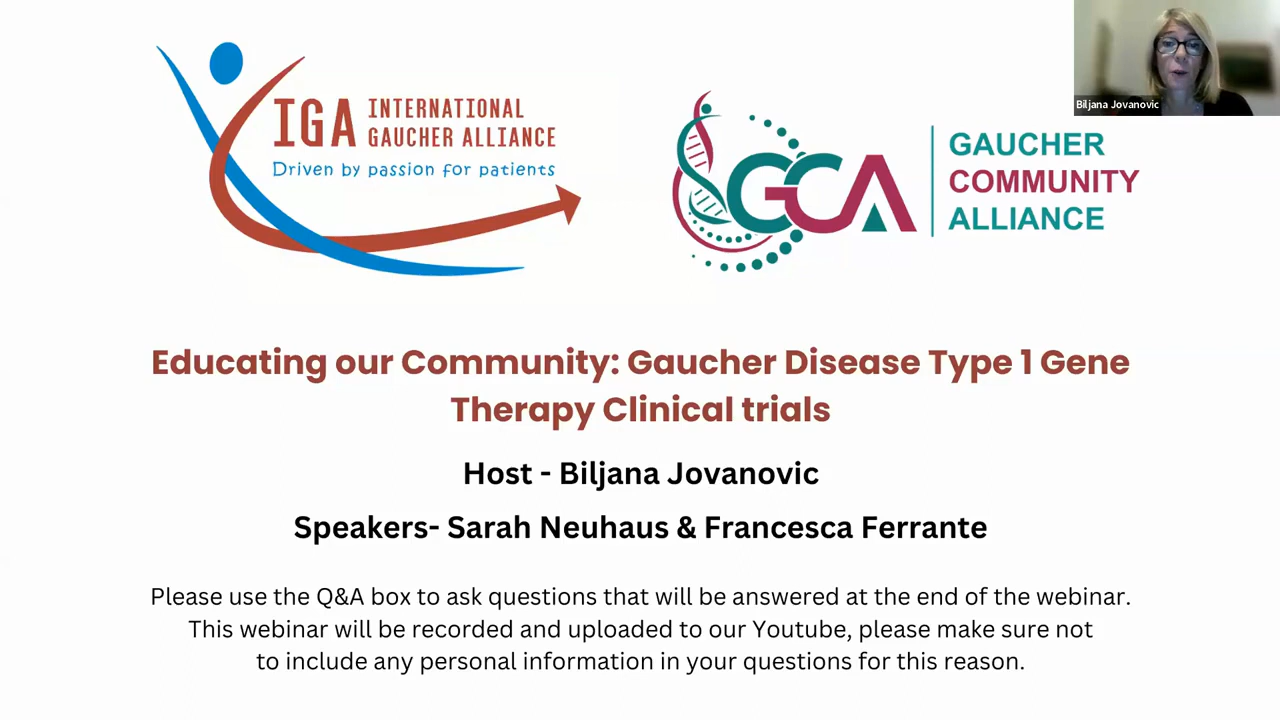 IGA INTERNATIONAL
GAUCHER ALLIANCE
Driven by passion for patients
GCA
GAUCHER
COMMUNITY
ALLIANCE
Biljana Jovanovic
Educating our Community: Gaucher Disease Type 1 Gene
Therapy Clinical trials
Host - Biljana Jovanovic
Speakers- Sarah Neuhaus & Francesca Ferrante
Please use the Q&A box to ask questions that will be answered at the end of the webinar.
This webinar will be recorded and uploaded to our Youtube, please make sure not
to include any personal information in your questions for this reason.